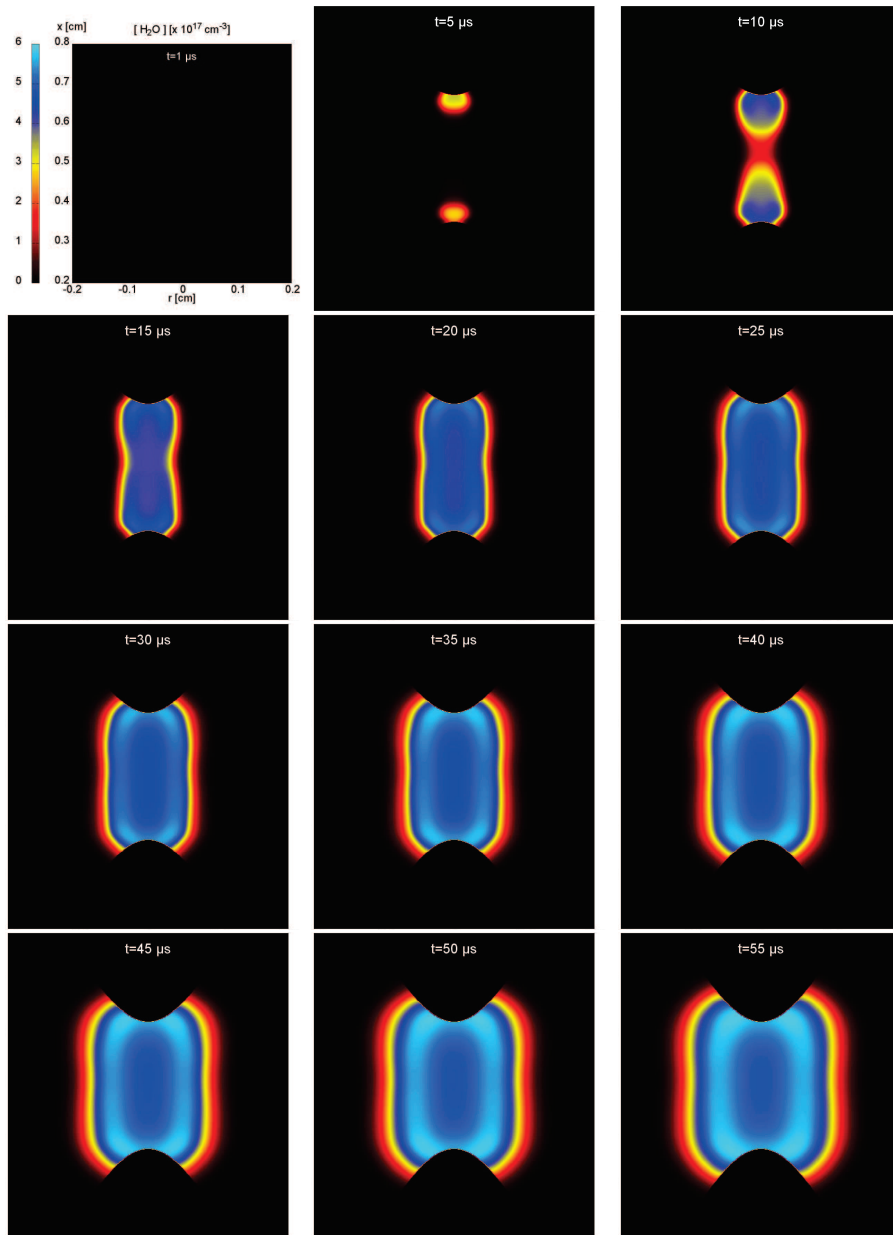 x [cm] [ H₂O ] [x 10¹⁷ cm⁻³]
t=1 µs
6
5
4
3
2
1
0
0.8
0.7
0.6
0.5
0.4
0.3
0.2
-0.2 -0.1 0 0.1 0.2
r [cm]
t=5 µs
t=10 µs
t=15 µs
t=20 µs
t=25 µs
t=30 µs
t=35 µs
t=40 µs
t=45 µs
t=50 µs
t=55 µs